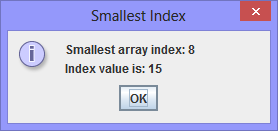 Smallest Index
Smallest array index: 8
Index value is: 15
OK